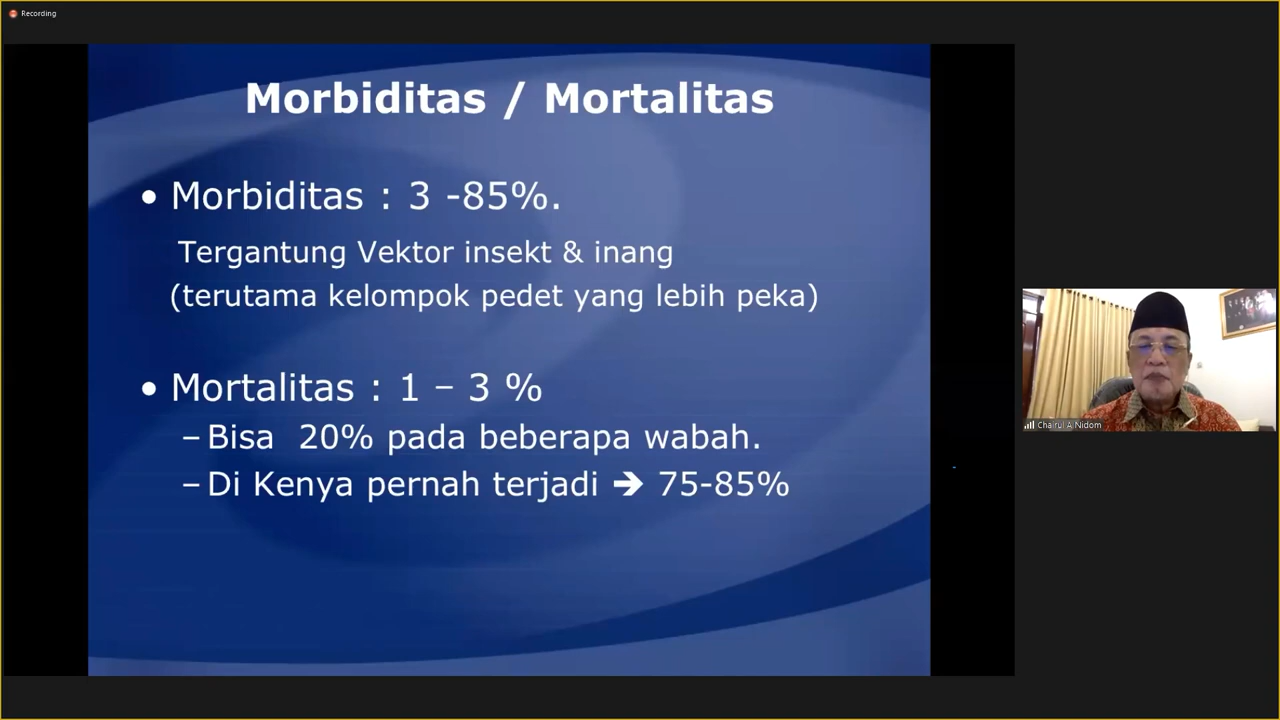 Recording
Morbiditas / Mortalitas
• Morbiditas : 3 -85%.
Tergantung Vektor insekt & inang
(terutama kelompok pedet yang lebih peka)
• Mortalitas : 1 – 3 %
– Bisa 20% pada beberapa wabah.
– Di Kenya pernah terjadi ➔ 75-85%
Chairul A Nidom